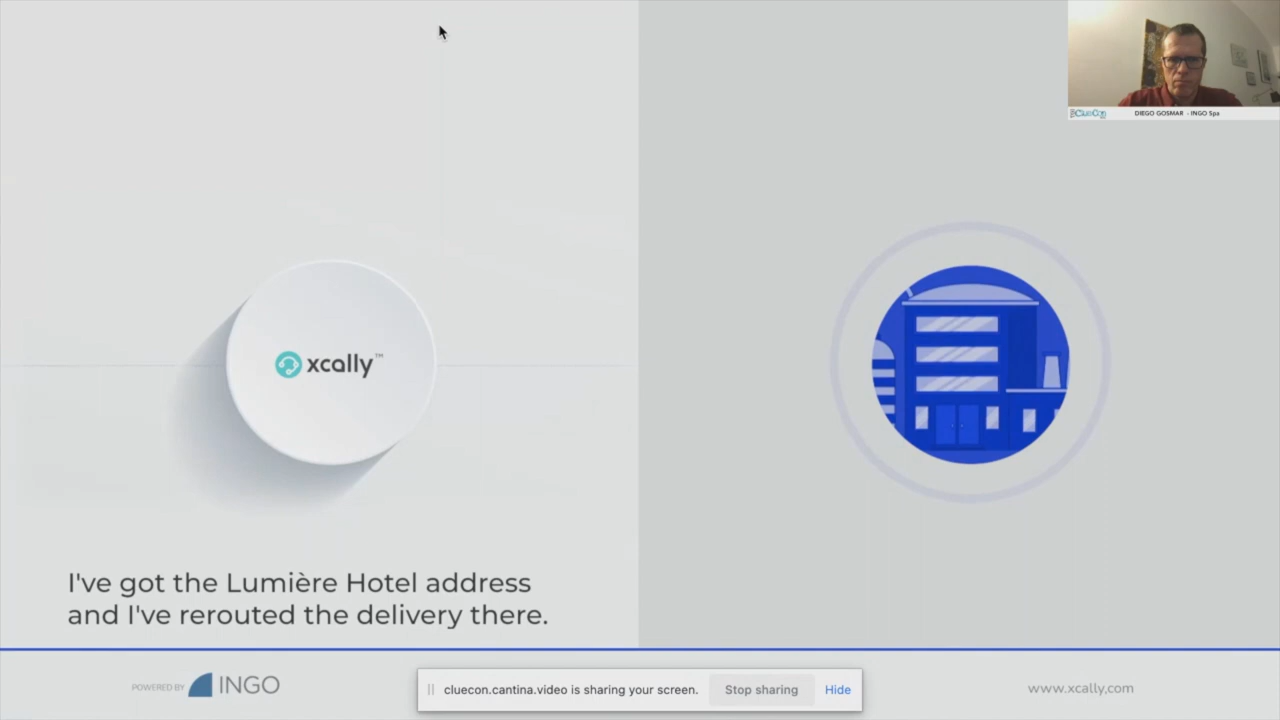 ClueCon
DIEGO GOSMAR - INGO Spa
xcally™
I've got the Lumière Hotel address
and I've rerouted the delivery there.
POWERED BY INGO
cluecon.cantina.video is sharing your screen.
Stop sharing
Hide
www.xcally.com